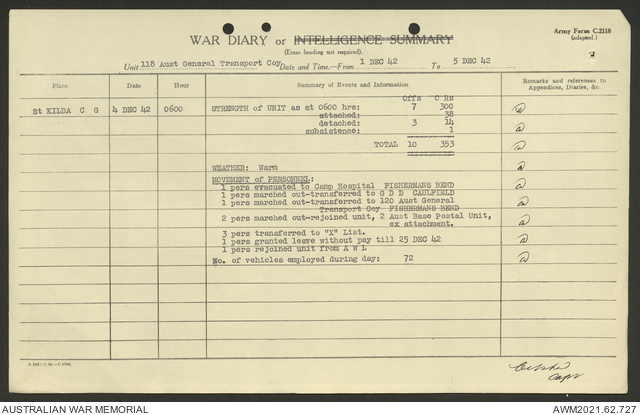 WAR DIARY or INTELLIGENCE SUMMARY
(Erase heading not required).
Army Form C.2118
(adapted.)
Unit 118 Aust General Transport Coy Date and Time.—From 1 DEC 42 To 5 DEC 42
Place Date Hour Summary of Events and Information Remarks and references to Appendices, Diaries, &c.
Offs O Rs
St KILDA C G 4 DEC 42 0600 STRENGTH of UNIT as at 0600 hrs: 7 300
attached: 38
detached: 3 14
subsistence: 1
TOTAL 10 353
WEATHER: Warm
MOVEMENT of PERSONNEL:
1 pers evacuated to Camp Hospital FISHERMANS BEND
1 pers marched out-transferred to G D D CAULFIELD
1 pers marched out-transferred to 120 Aust General
Transport Coy FISHERMANS BEND
2 pers marched out-rejoined unit, 2 Aust Base Postal Unit,
ex attachment.
3 pers transferred to "X" List.
1 pers granted leave without pay till 25 DEC 42
1 pers rejoined unit from A W L
No. of vehicles employed during day: 72
Capt
AUSTRALIAN WAR MEMORIAL
AWM2021.62.727